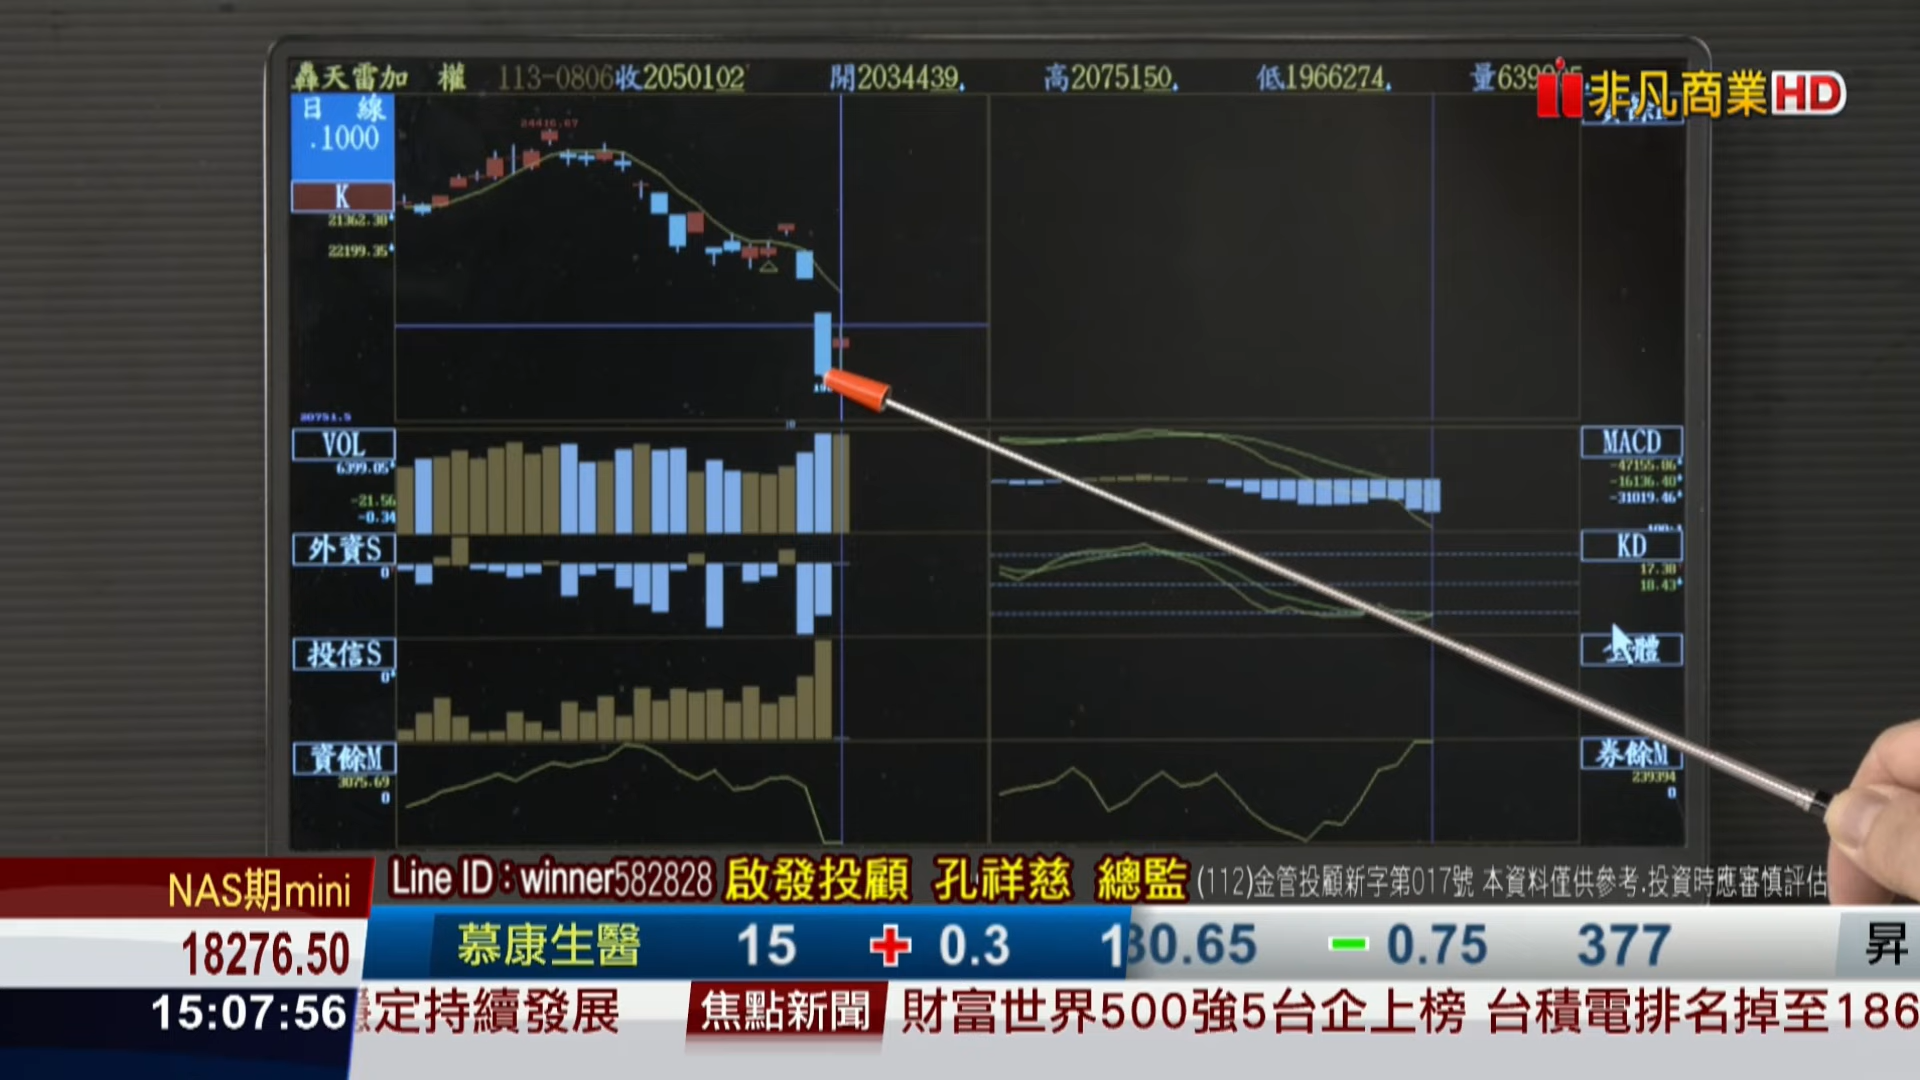 轟天雷加 權 113-0806收2050102 開2034439. 高2075150. 低1966274. 量639
非凡商業HD
日 線
.1000
24416.67
K
21362.38
22199.35
20751.5
VOL
6399.05
-21.56
-0.34
MACD
-47155.86
-16136.40
-31019.46
外資S
0
KD
17.38
18.43
投信S
0
資餘M
3075.69
0
券餘M
239394
0
NAS期mini
18276.50
15:07:56
Line ID：winner582828 啟發投顧 孔祥慈 總監 (112)金管投顧新字第017號 本資料僅供參考.投資時應審慎評估
慕康生醫 15 + 0.3 1 30.65 - 0.75 377 昇
穩定持續發展 焦點新聞 財富世界500強5台企上榜 台積電排名掉至186